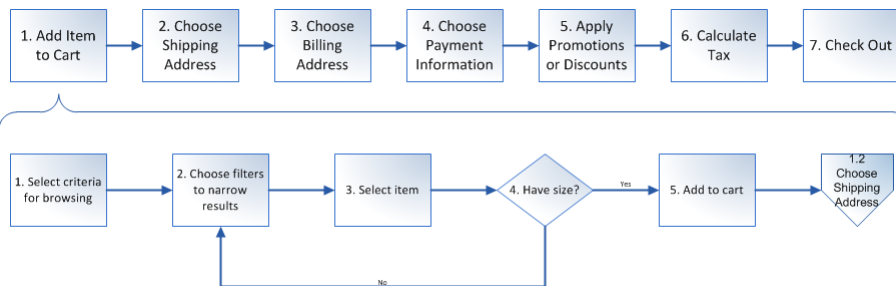 1. Add Item
to Cart
2. Choose
Shipping
Address
3. Choose
Billing
Address
4. Choose
Payment
Information
5. Apply
Promotions
or Discounts
6. Calculate
Tax
7. Check Out
1. Select criteria
for browsing
2. Choose filters
to narrow
results
3. Select item
4. Have size?
Yes
5. Add to cart
1.2
Choose
Shipping
Address
No